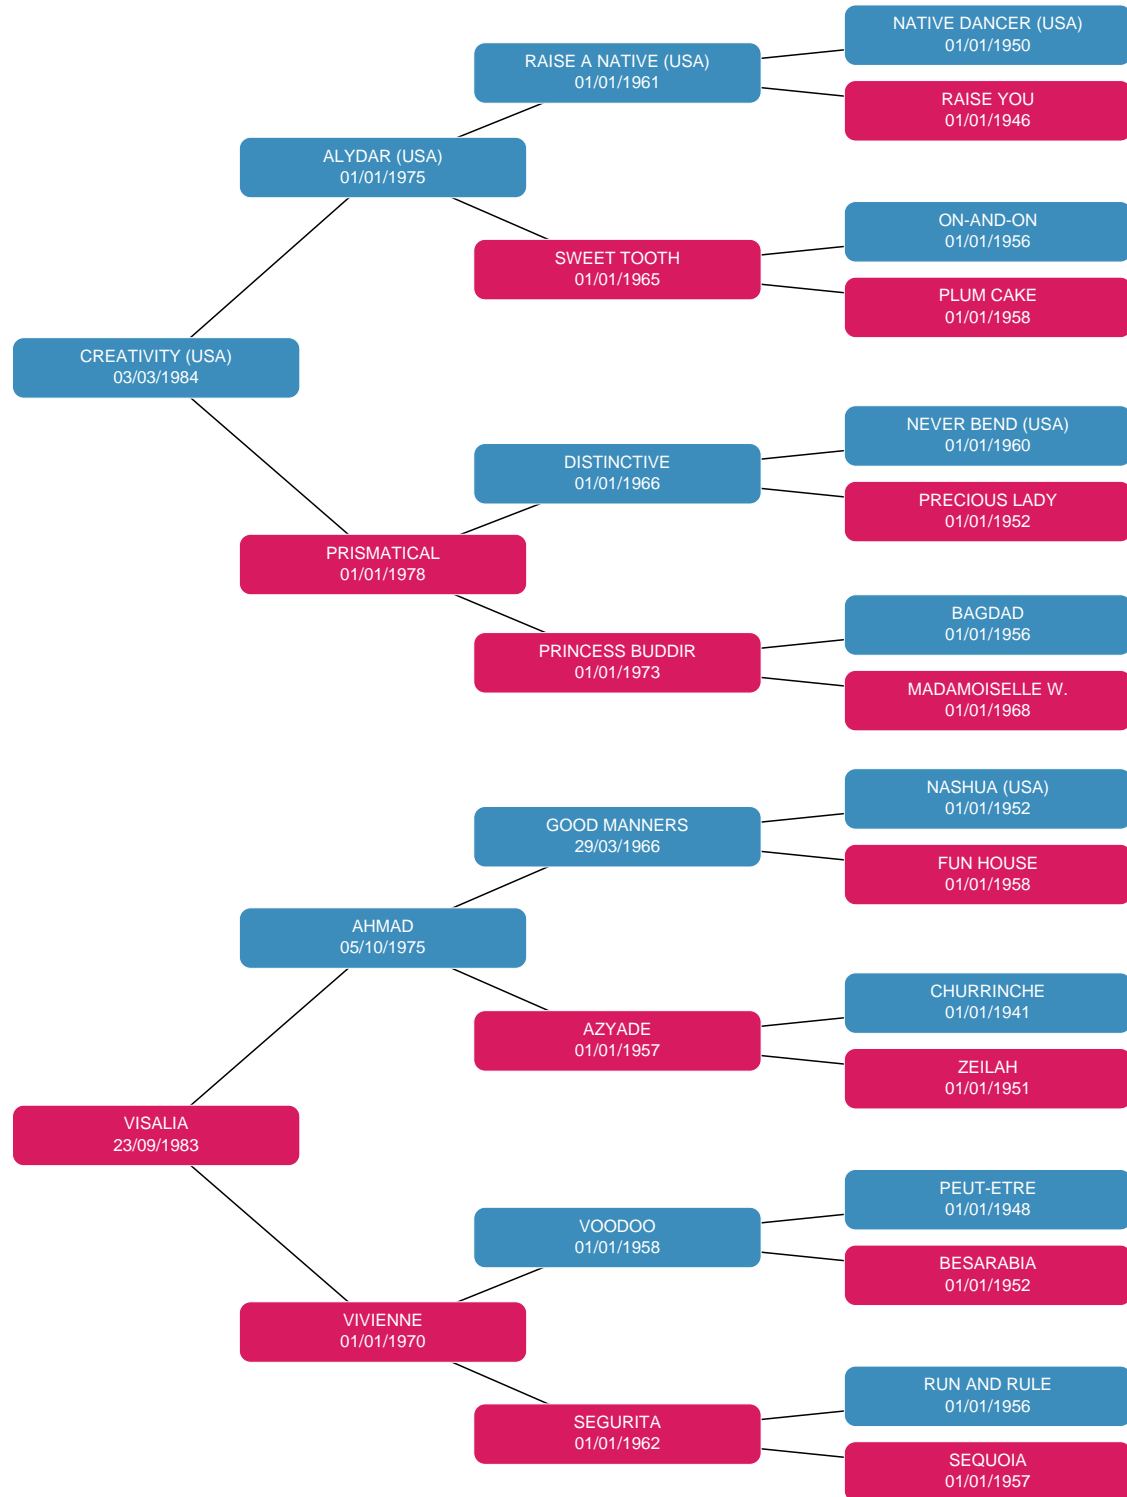 NATIVE DANCER (USA)
01/01/1950
RAISE A NATIVE (USA)
01/01/1961
RAISE YOU
01/01/1946
ALYDAR (USA)
01/01/1975
ON-AND-ON
01/01/1956
SWEET TOOTH
01/01/1965
PLUM CAKE
01/01/1958
CREATIVITY (USA)
03/03/1984
NEVER BEND (USA)
01/01/1960
DISTINCTIVE
01/01/1966
PRECIOUS LADY
01/01/1952
PRISMATICAL
01/01/1978
BAGDAD
01/01/1956
PRINCESS BUDDIR
01/01/1973
MADAMOISELLE W.
01/01/1968
NASHUA (USA)
01/01/1952
GOOD MANNERS
29/03/1966
FUN HOUSE
01/01/1958
AHMAD
05/10/1975
CHURRINCHE
01/01/1941
AZYADE
01/01/1957
ZEILAH
01/01/1951
VISALIA
23/09/1983
PEUT-ETRE
01/01/1948
VOODOO
01/01/1958
BESARABIA
01/01/1952
VIVIENNE
01/01/1970
RUN AND RULE
01/01/1956
SEGURITA
01/01/1962
SEQUOIA
01/01/1957